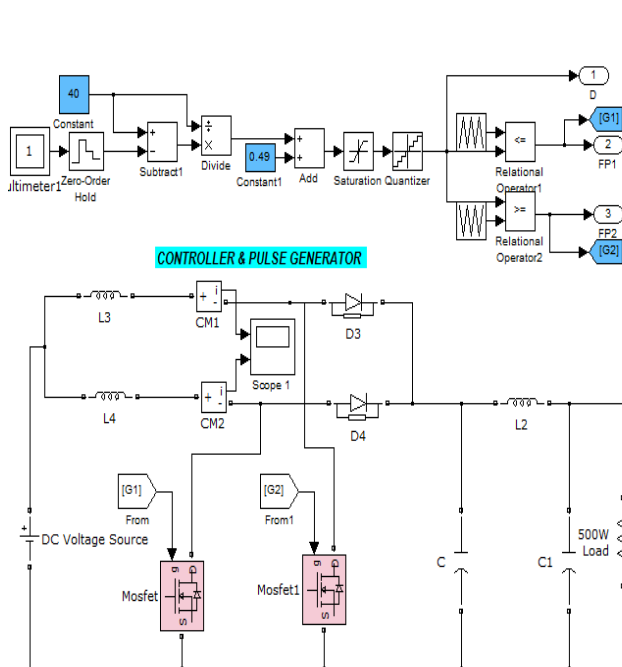 40
Constant
1
ultimeter1
Zero-Order
Hold
+
−
Subtract1
÷
×
Divide
0.49
Constant1
+
+
Add
Saturation
Quantizer
<=
Relational
Operator1
>=
Relational
Operator2
1
D
[G1]
2
FP1
3
FP2
[G2]
CONTROLLER & PULSE GENERATOR
L3
+
i
-
CM1
Scope 1
D3
L4
+
i
-
CM2
D4
L2
[G1]
From
[G2]
From1
+
DC Voltage Source
g
D
S
Mosfet
g
D
S
Mosfet1
C
C1
500W
Load